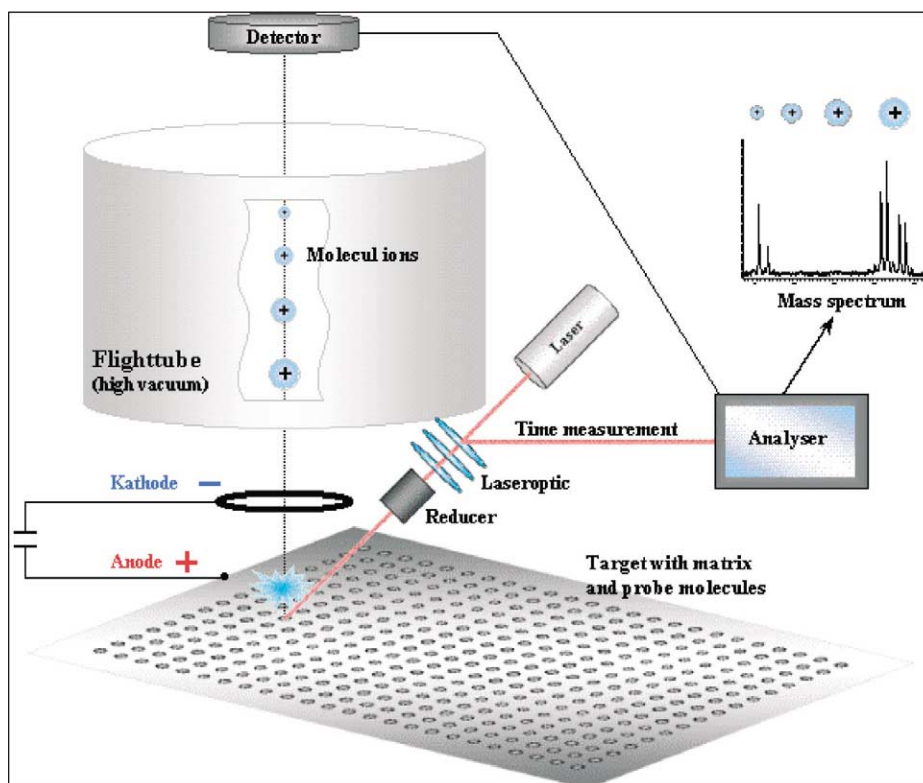 Detector
Molecul ions
Flighttube
(high vacuum)
Laser
Mass spectrum
Time measurement
Analyser
Laseroptic
Kathode −
Reducer
Anode +
Target with matrix
and probe molecules